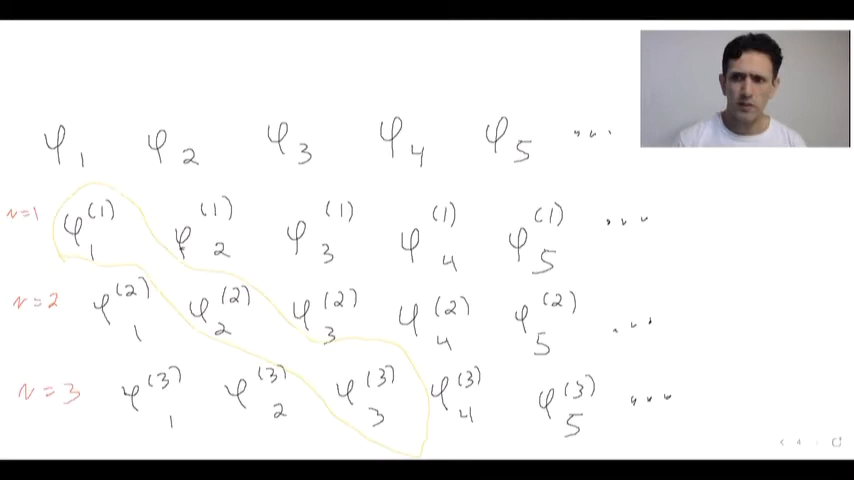 φ₁ φ₂ φ₃ φ₄ φ₅ ...
n=1 φ₁⁽¹⁾ φ₂⁽¹⁾ φ₃⁽¹⁾ φ₄⁽¹⁾ φ₅⁽¹⁾ ...
n=2 φ₁⁽²⁾ φ₂⁽²⁾ φ₃⁽²⁾ φ₄⁽²⁾ φ₅⁽²⁾ ...
n=3 φ₁⁽³⁾ φ₂⁽³⁾ φ₃⁽³⁾ φ₄⁽³⁾ φ₅⁽³⁾ ...